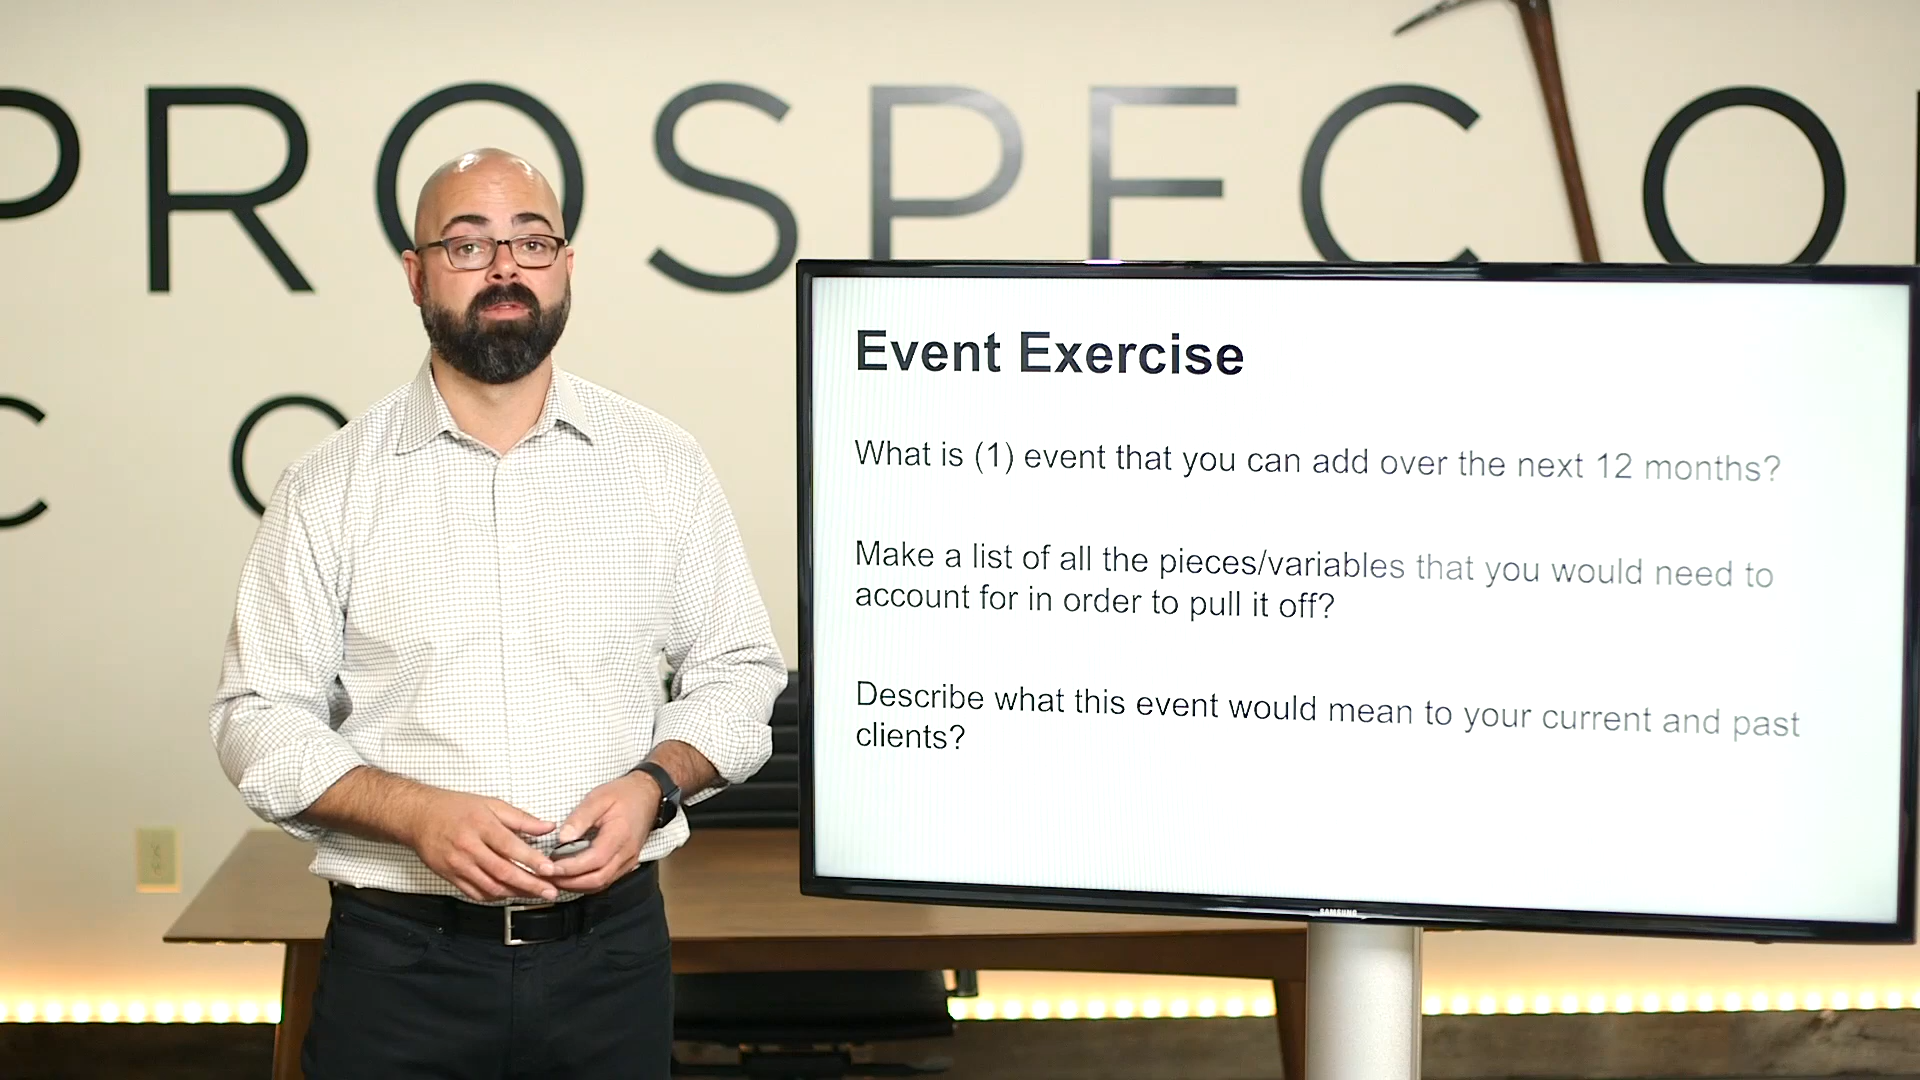 PROSPECTO
C O
Event Exercise
What is (1) event that you can add over the next 12 months?
Make a list of all the pieces/variables that you would need to
account for in order to pull it off?
Describe what this event would mean to your current and past
clients?
SAMSUNG